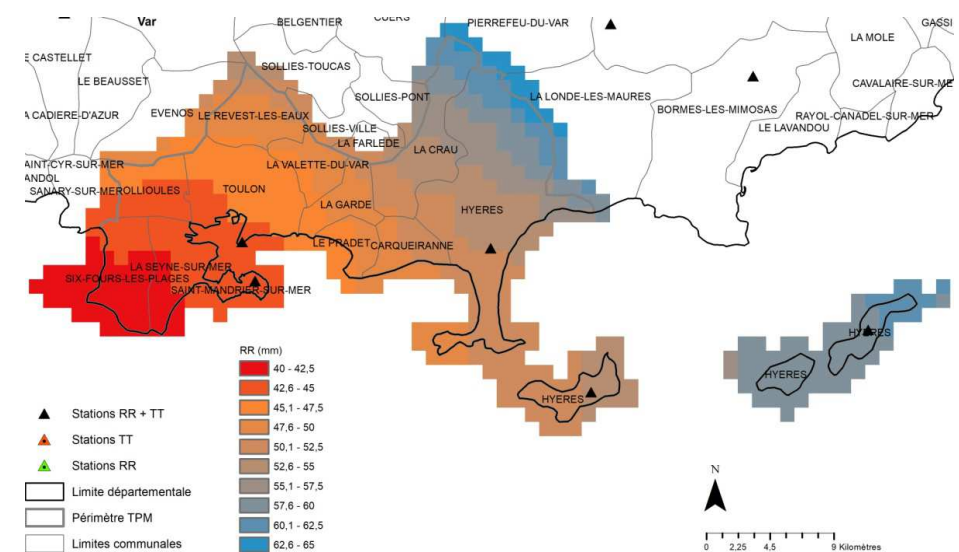 Var
BELGENTIER
CUERS
PIERREFEU-DU-VAR
GASSI
LA MOLE
E CASTELLET
SOLLIES-TOUCAS
LE BEAUSSET
CAVALAIRE-SUR-ME
SOLLIES-PONT
LA LONDE-LES-MAURES
BORMES-LES-MIMOSAS
A CADIERE-D'AZUR
EVENOS
LE REVEST-LES-EAUX
RAYOL-CANADEL-SUR-MER
SOLLIES-VILLE
LE LAVANDOU
LA FARLEDE
LA CRAU
AINT-CYR-SUR-MER
LA VALETTE-DU-VAR
ANDOL
SANARY-SUR-MER
OLLIOULES
TOULON
LA GARDE
HYERES
LE PRADET
CARQUEIRANNE
LA SEYNE-SUR-MER
SIX-FOURS-LES-PLAGES
SAINT-MANDRIER-SUR-MER
HYERES
HYERES
HYERES
RR (mm)
40 - 42,5
42,6 - 45
45,1 - 47,5
47,6 - 50
50,1 - 52,5
52,6 - 55
55,1 - 57,5
57,6 - 60
60,1 - 62,5
62,6 - 65
Stations RR + TT
Stations TT
Stations RR
Limite départementale
Périmètre TPM
Limites communales
N
0 2,25 4,5 9 Kilomètres